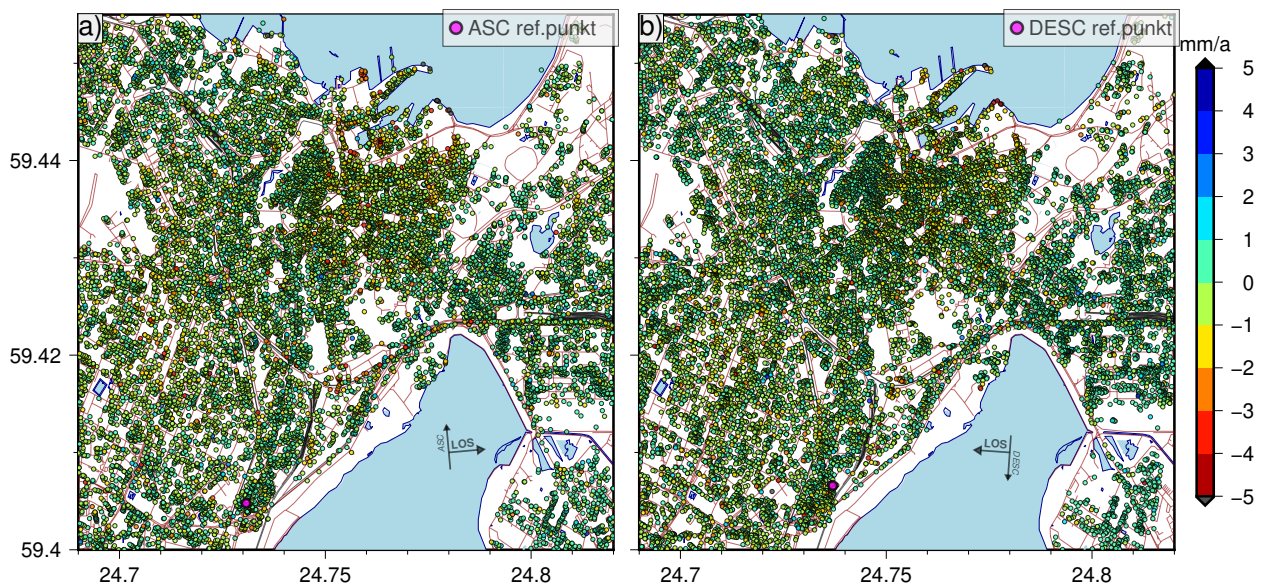 a)
ASC ref.punkt
b)
DESC ref.punkt
mm/a
5
4
3
2
1
0
−1
−2
−3
−4
−5
59.44
59.42
59.4
ASC
LOS
LOS
DESC
24.7
24.75
24.8
24.7
24.75
24.8